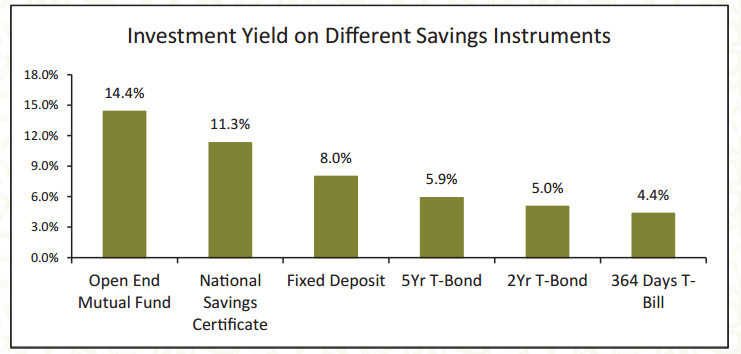 Investment Yield on Different Savings Instruments
18.0%
15.0%
12.0%
9.0%
6.0%
3.0%
0.0%
14.4%
11.3%
8.0%
5.9%
5.0%
4.4%
Open End
Mutual Fund
National
Savings
Certificate
Fixed Deposit
5Yr T-Bond
2Yr T-Bond
364 Days T-
Bill